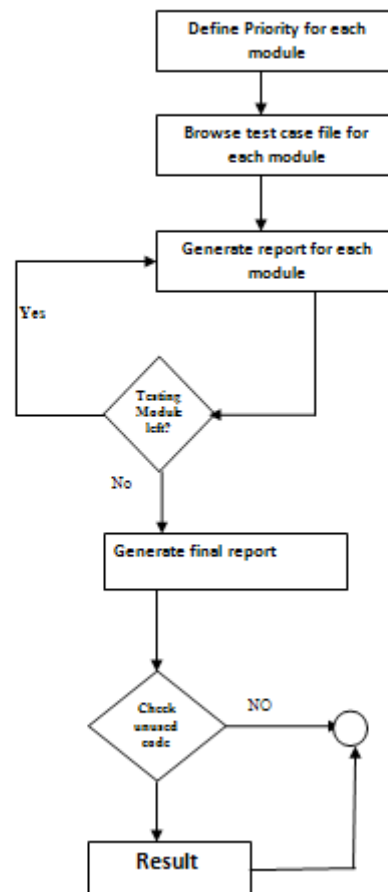 Define Priority for each
module
Browse test case file for
each module
Generate report for each
module
Yes
Testing
Module
left?
No
Generate final report
Check
unused
code
NO
Result